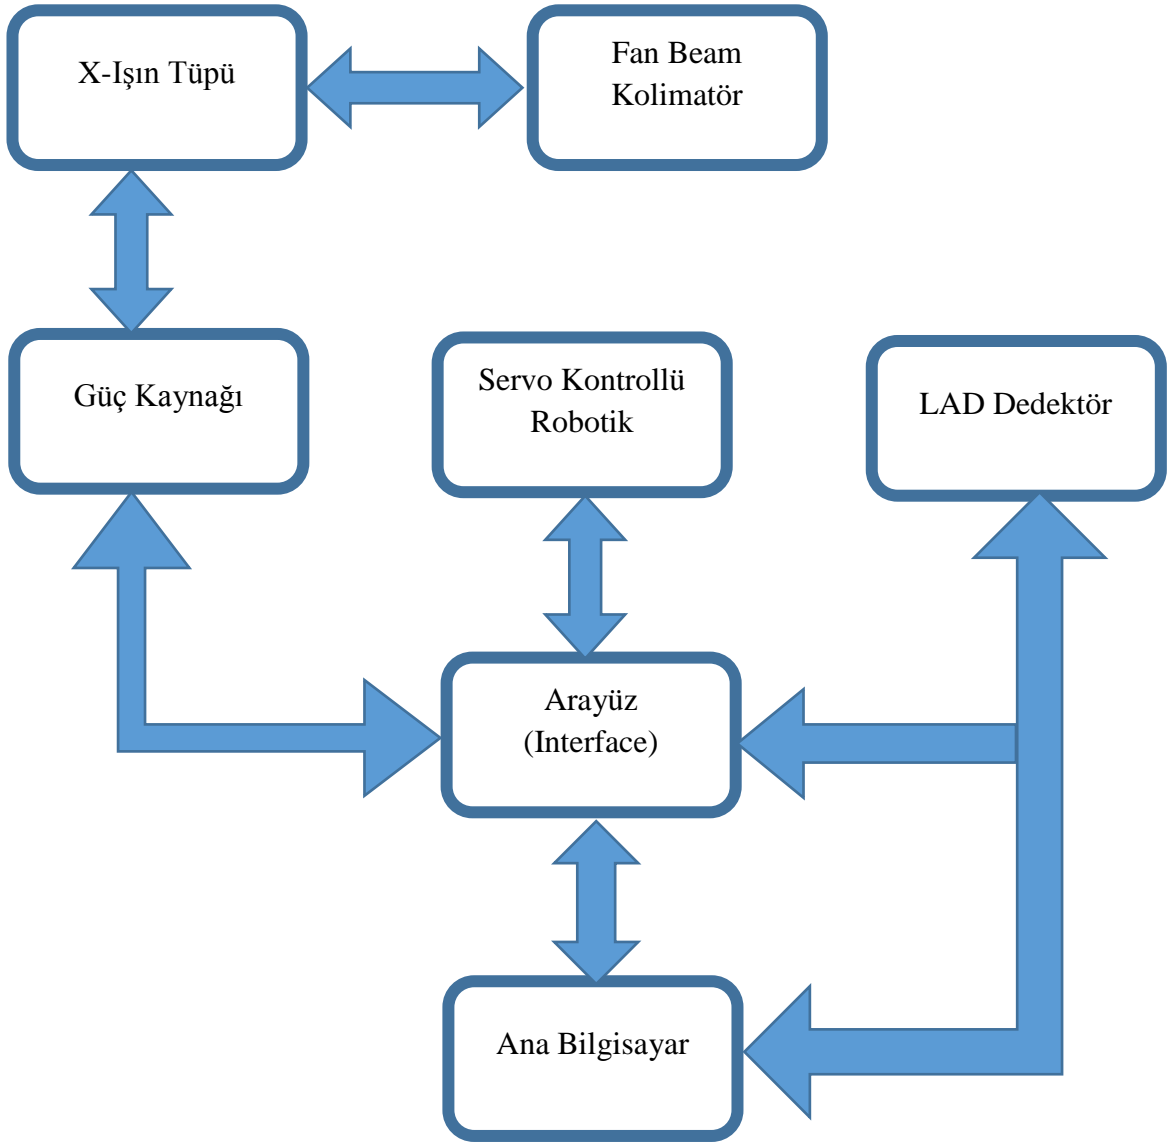 X-Işın Tüpü
Fan Beam
Kolimatör
Güç Kaynağı
Servo Kontrollü
Robotik
LAD Dedektör
Arayüz
(Interface)
Ana Bilgisayar